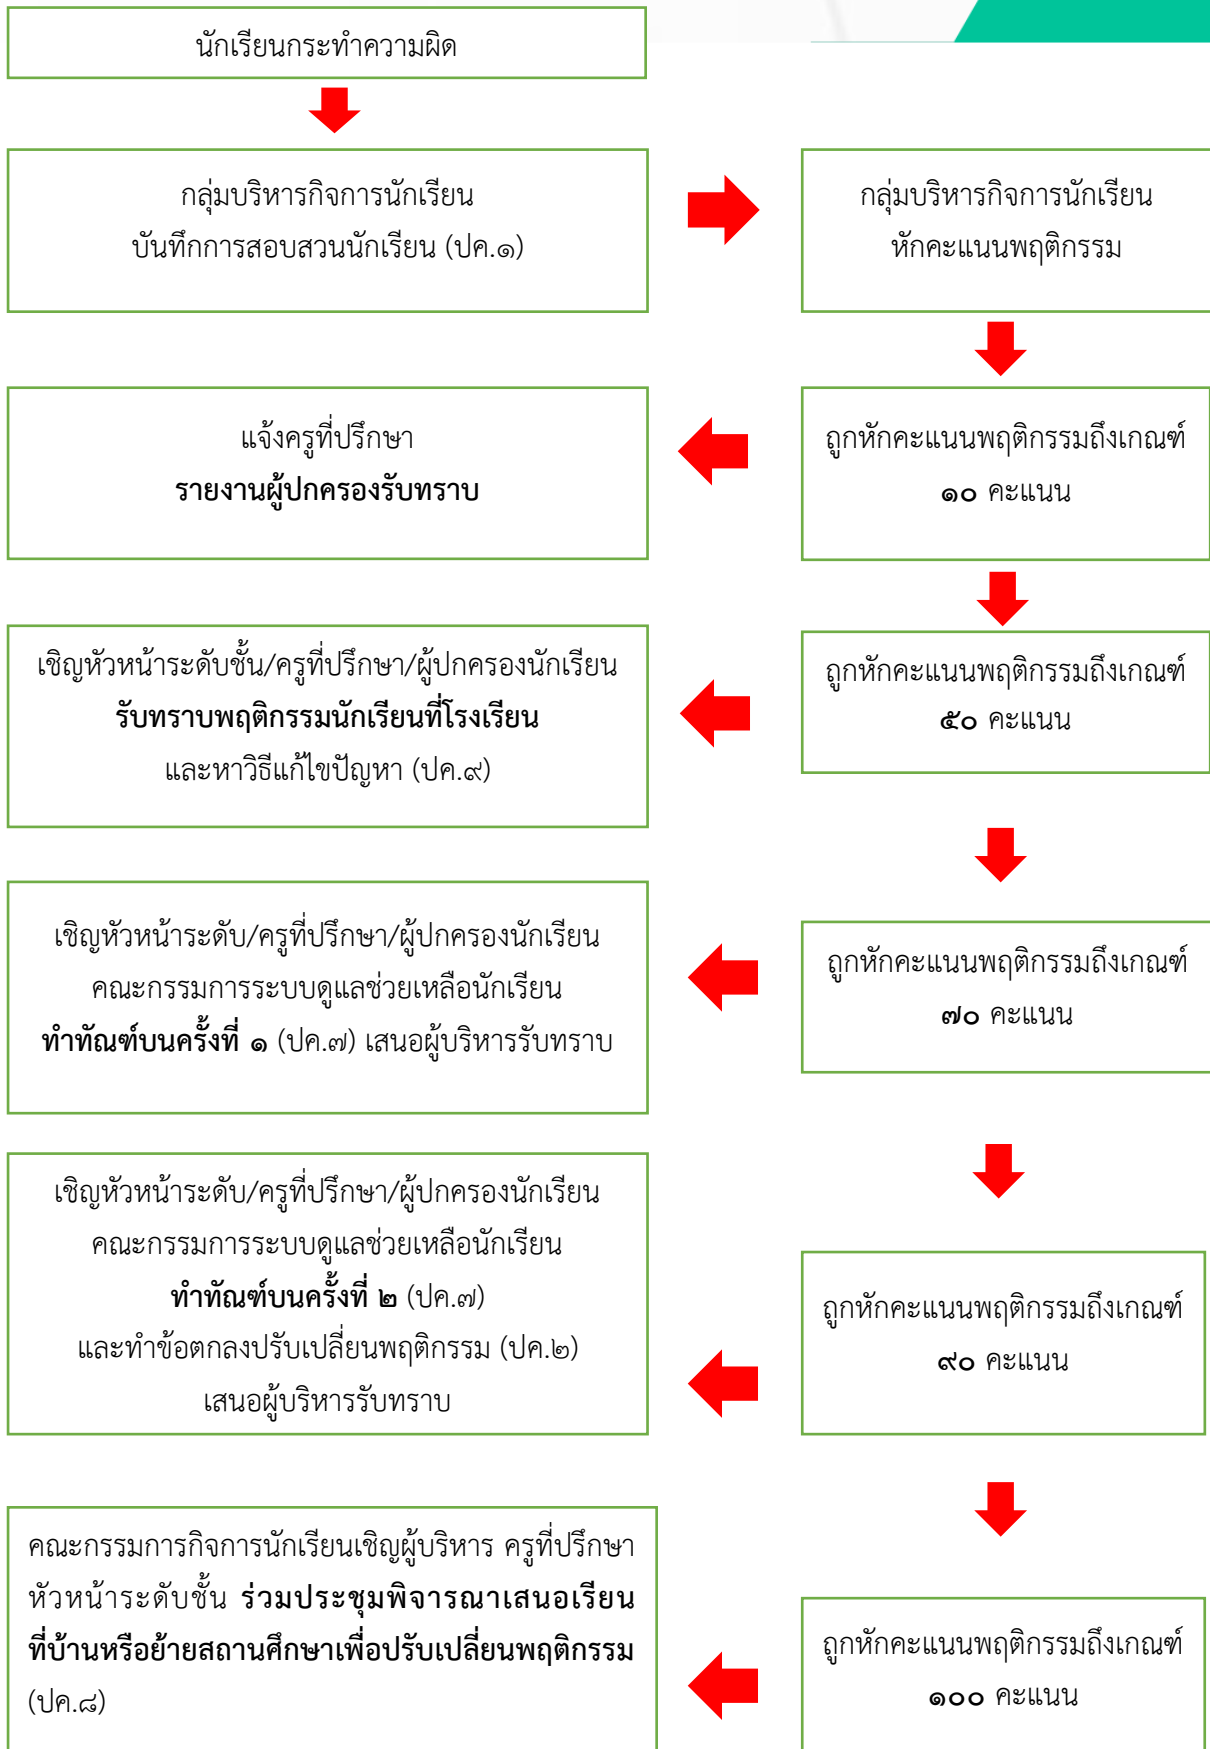 นักเรียนกระทำความผิด
กลุ่มบริหารกิจการนักเรียน
บันทึกการสอบสวนนักเรียน (ปค.๑)
กลุ่มบริหารกิจการนักเรียน
หักคะแนนพฤติกรรม
ถูกหักคะแนนพฤติกรรมถึงเกณฑ์
๑๐ คะแนน
แจ้งครูที่ปรึกษา
รายงานผู้ปกครองรับทราบ
ถูกหักคะแนนพฤติกรรมถึงเกณฑ์
๕๐ คะแนน
เชิญหัวหน้าระดับชั้น/ครูที่ปรึกษา/ผู้ปกครองนักเรียน
รับทราบพฤติกรรมนักเรียนที่โรงเรียน
และหาวิธีแก้ไขปัญหา (ปค.๙)
ถูกหักคะแนนพฤติกรรมถึงเกณฑ์
๗๐ คะแนน
เชิญหัวหน้าระดับ/ครูที่ปรึกษา/ผู้ปกครองนักเรียน
คณะกรรมการระบบดูแลช่วยเหลือนักเรียน
ทำทัณฑ์บนครั้งที่ ๑ (ปค.๗) เสนอผู้บริหารรับทราบ
ถูกหักคะแนนพฤติกรรมถึงเกณฑ์
๙๐ คะแนน
เชิญหัวหน้าระดับ/ครูที่ปรึกษา/ผู้ปกครองนักเรียน
คณะกรรมการระบบดูแลช่วยเหลือนักเรียน
ทำทัณฑ์บนครั้งที่ ๒ (ปค.๗)
และทำข้อตกลงปรับเปลี่ยนพฤติกรรม (ปค.๒)
เสนอผู้บริหารรับทราบ
ถูกหักคะแนนพฤติกรรมถึงเกณฑ์
๑๐๐ คะแนน
คณะกรรมการกิจการนักเรียนเชิญผู้บริหาร ครูที่ปรึกษา
หัวหน้าระดับชั้น ร่วมประชุมพิจารณาเสนอเรียน
ที่บ้านหรือย้ายสถานศึกษาเพื่อปรับเปลี่ยนพฤติกรรม
(ปค.๘)